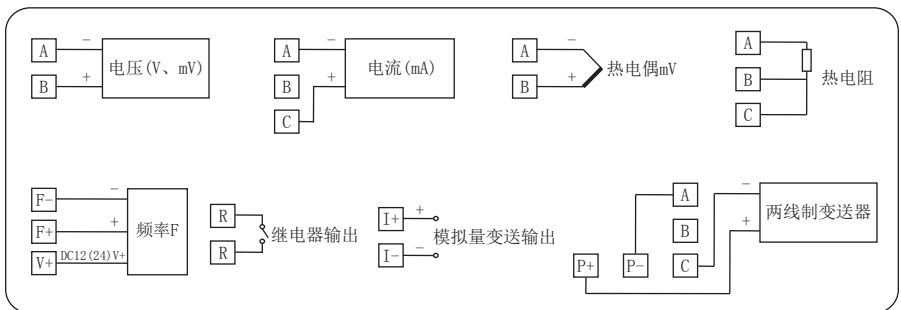 A
−
B
+
电压(V、mV)
A
−
B
+
C
电流(mA)
A
−
B
+
热电偶mV
A
B
C
热电阻
F−
−
F+
+
V+
DC12(24)V+
频率F
R
R
继电器输出
I+
+
I−
−
模拟量变送输出
P+
P−
A
B
C
−
+
两线制变送器